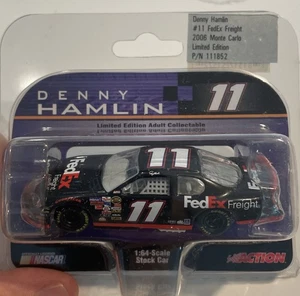 Denny Hamlin
#11 FedEx Freight
2006 Monte Carlo
Limited Edition
P/N 111852
DENNY
HAMLIN 11
Limited Edition Adult Collectable
11
FedEx
Freight
FedEx Freight
11
NASCAR
1:64-Scale
Stock Car
ACTION